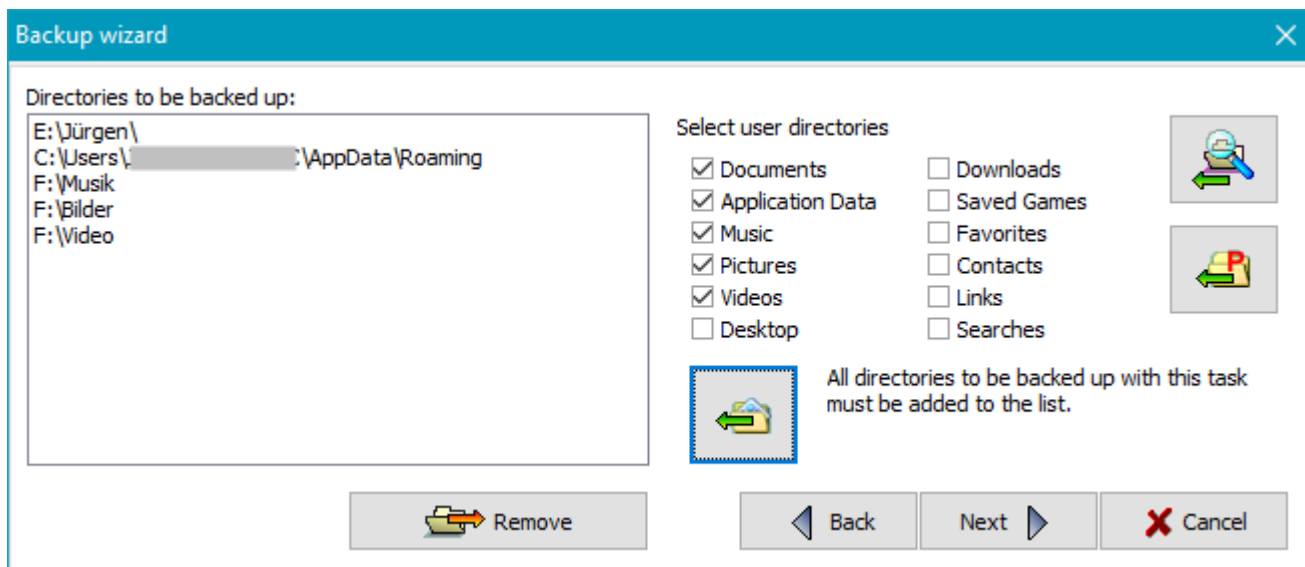 Backup wizard
Directories to be backed up:
E:\Jürgen\
C:\Users\ \AppData\Roaming
F:\Musik
F:\Bilder
F:\Video
Select user directories
Documents
Application Data
Music
Pictures
Videos
Desktop
Downloads
Saved Games
Favorites
Contacts
Links
Searches
P
All directories to be backed up with this task
must be added to the list.
Remove
Back
Next
Cancel